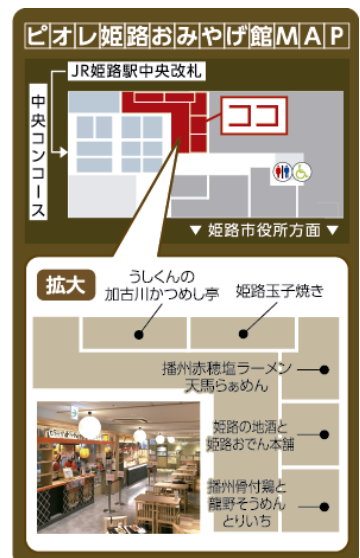 ピオレ姫路おみやげ館MAP
JR姫路駅中央改札
中央コンコース
ココ
▼ 姫路市役所方面 ▼
拡大
うしくんの
加古川かつめし亭
姫路玉子焼き
播州赤穂塩ラーメン
天馬らぁめん
姫路の地酒と
姫路おでん本舗
播州骨付鶏と
龍野そうめん
とりいち